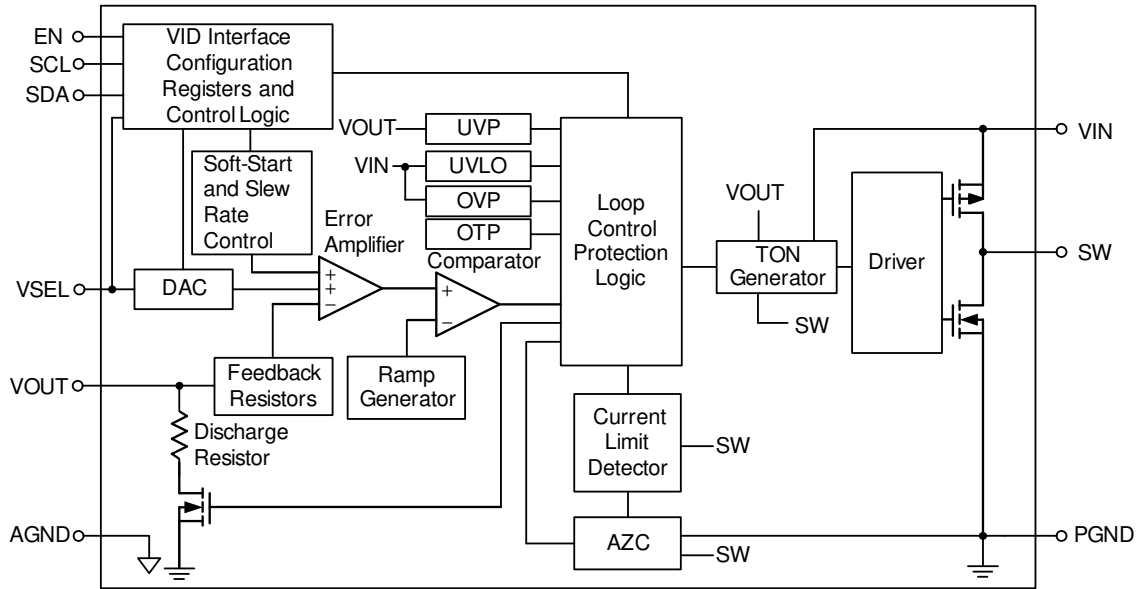 EN
SCL
SDA
VID Interface
Configuration
Registers and
Control Logic
VOUT
UVP
VIN
UVLO
OVP
OTP
Soft-Start
and Slew
Rate
Control
Error
Amplifier
Comparator
VSEL
DAC
+
+
−
+
−
Loop
Control
Protection
Logic
VOUT
TON
Generator
SW
Driver
VIN
SW
VOUT
Feedback
Resistors
Ramp
Generator
Discharge
Resistor
Current
Limit
Detector
SW
AGND
AZC
SW
PGND